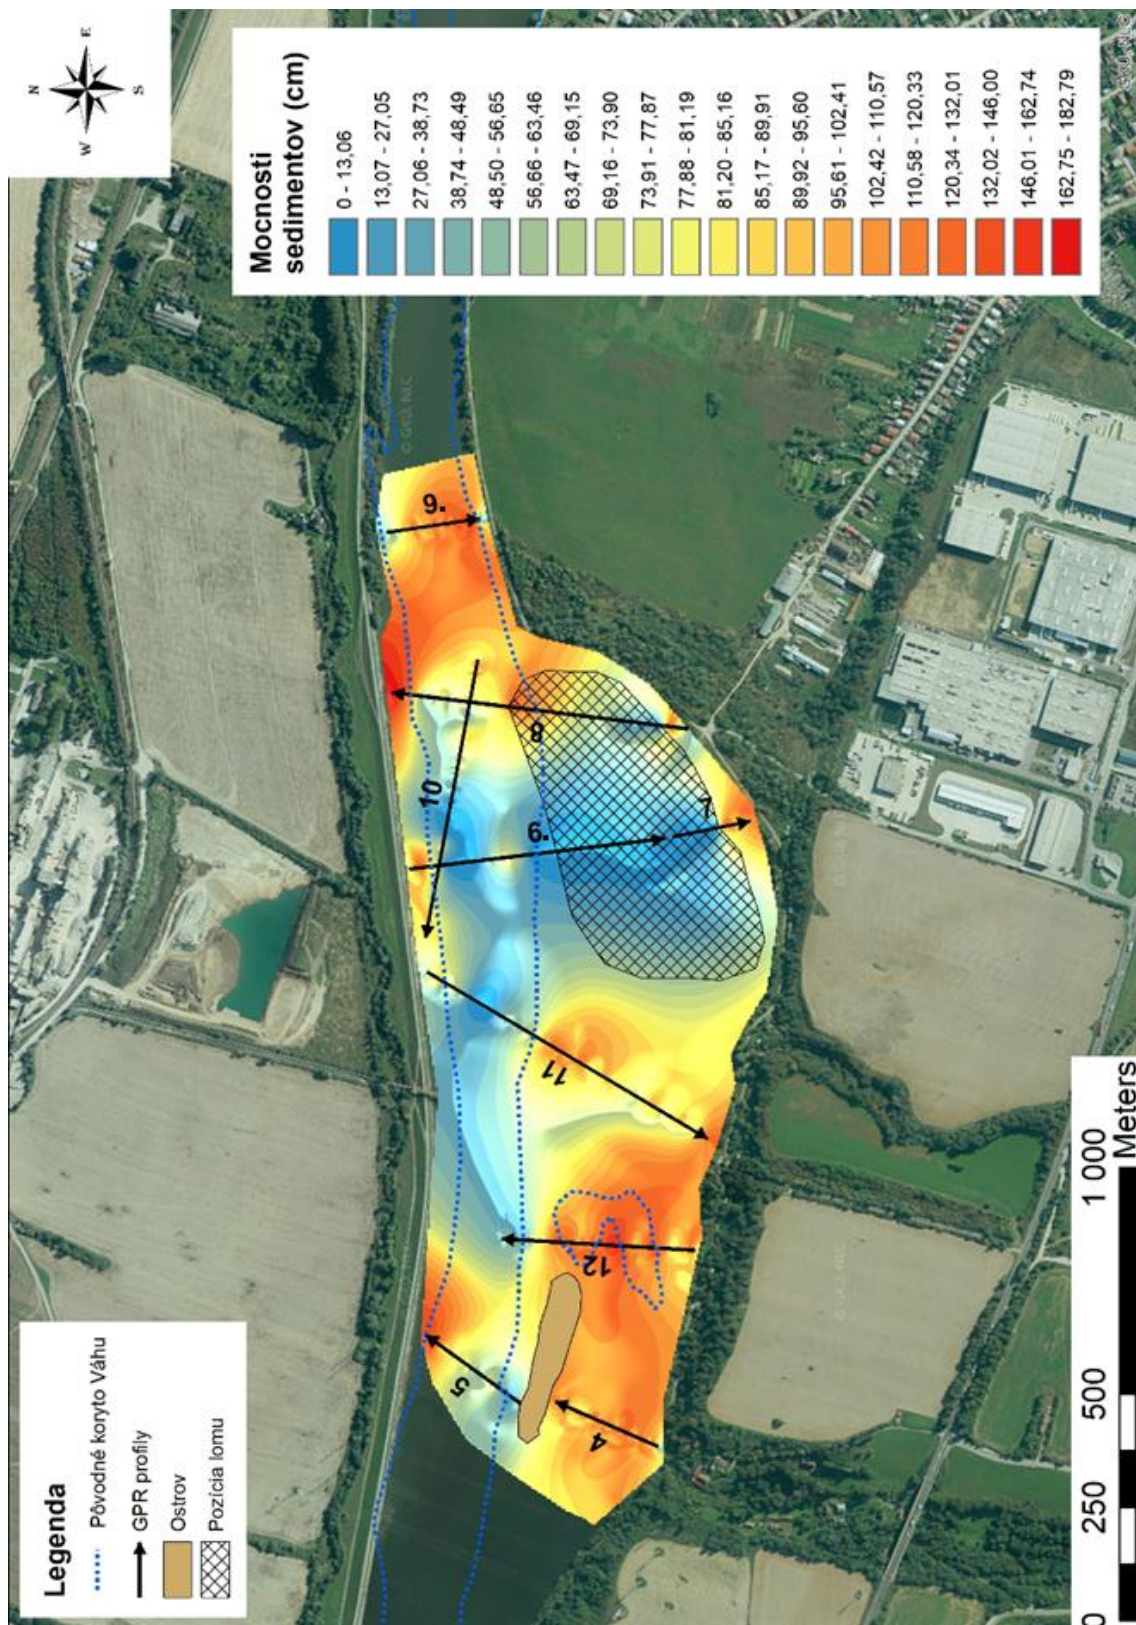 N
E
S
W
Mocnosti
sedimentov (cm)
0 - 13,06
13,07 - 27,05
27,06 - 38,73
38,74 - 48,49
48,50 - 56,65
56,66 - 63,46
63,47 - 69,15
69,16 - 73,90
73,91 - 77,87
77,88 - 81,19
81,20 - 85,16
85,17 - 89,91
89,92 - 95,60
95,61 - 102,41
102,42 - 110,57
110,58 - 120,33
120,34 - 132,01
132,02 - 146,00
146,01 - 162,74
162,75 - 182,79
9.
8
10
9.
7
11
12
5
4
Legenda
Pôvodné koryto Váhu
GPR profily
Ostrov
Pozícia lomu
0
250
500
1 000
Meters